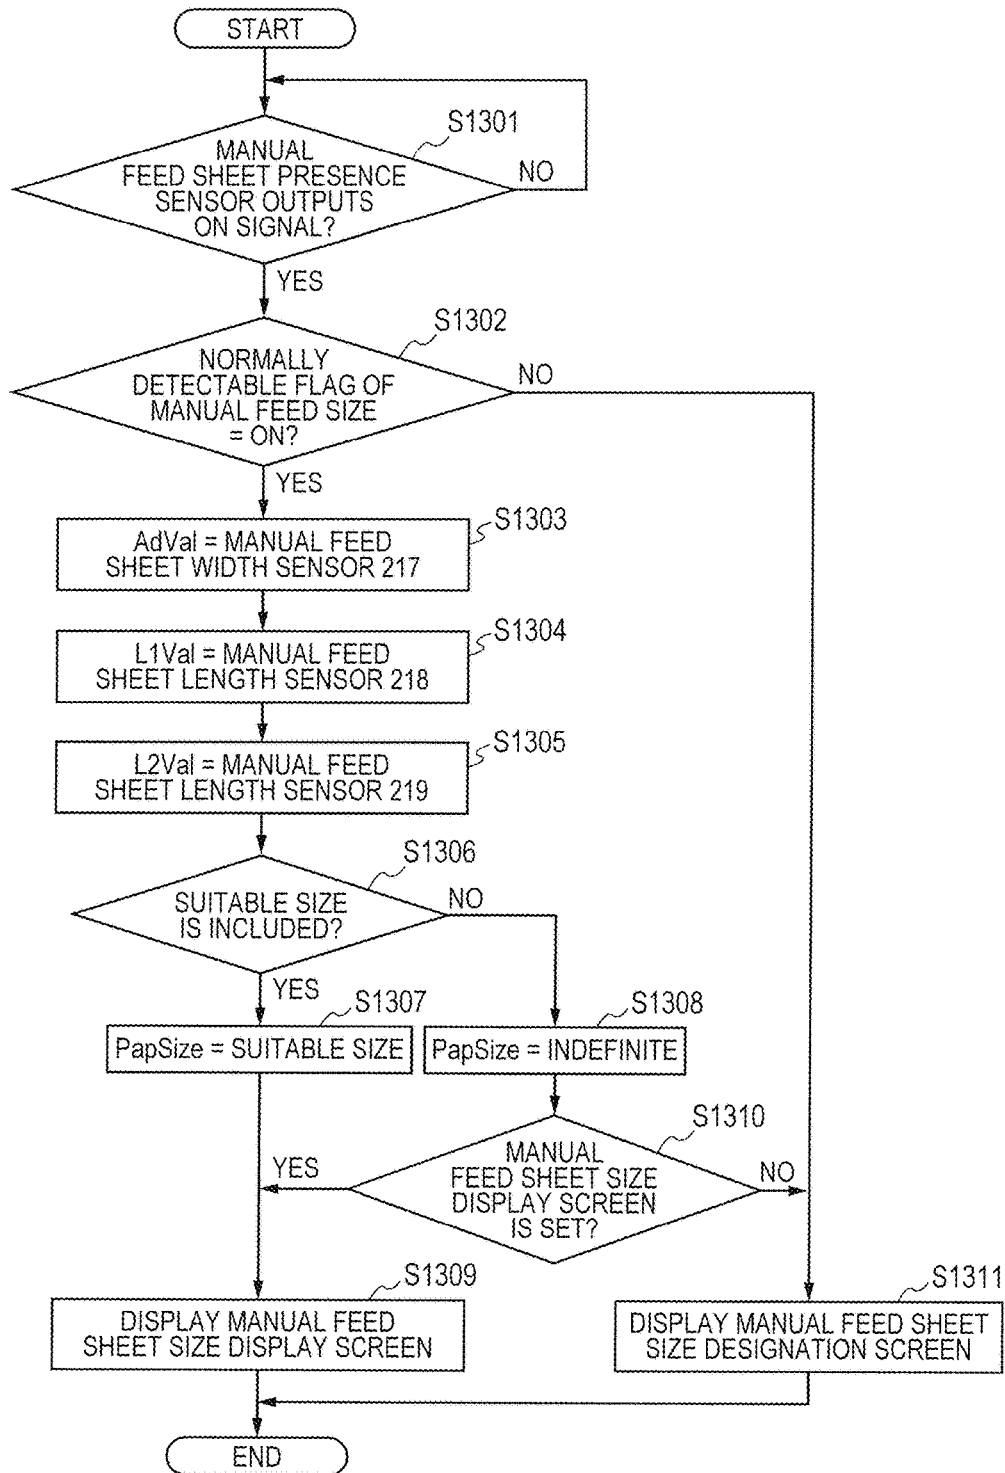 START
S1301
MANUAL
FEED SHEET PRESENCE
SENSOR OUTPUTS
ON SIGNAL?
NO
YES
S1302
NORMALLY
DETECTABLE FLAG OF
MANUAL FEED SIZE
= ON?
NO
YES
S1303
AdVal = MANUAL FEED
SHEET WIDTH SENSOR 217
S1304
L1Val = MANUAL FEED
SHEET LENGTH SENSOR 218
S1305
L2Val = MANUAL FEED
SHEET LENGTH SENSOR 219
S1306
SUITABLE SIZE
IS INCLUDED?
NO
YES
S1307
PapSize = SUITABLE SIZE
S1308
PapSize = INDEFINITE
S1310
MANUAL
FEED SHEET SIZE
DISPLAY SCREEN
IS SET?
YES
NO
S1309
DISPLAY MANUAL FEED
SHEET SIZE DISPLAY SCREEN
S1311
DISPLAY MANUAL FEED SHEET
SIZE DESIGNATION SCREEN
END